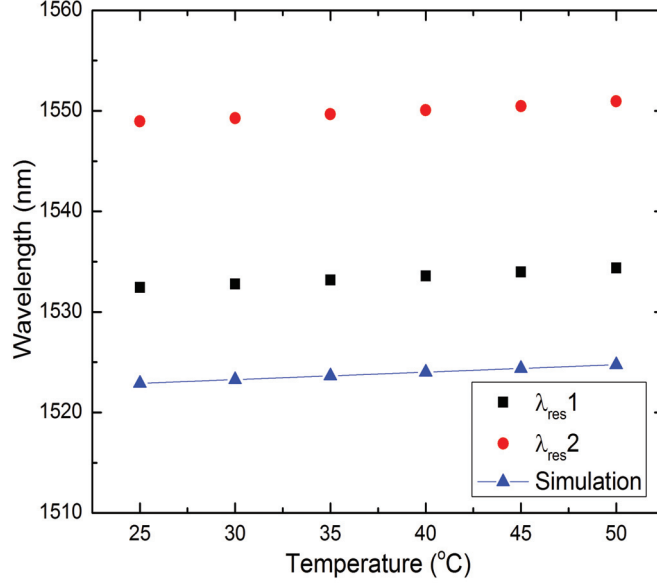 1560
1550
1540
1530
1520
1510
Wavelength (nm)
25 30 35 40 45 50
Temperature (°C)
λres1
λres2
Simulation